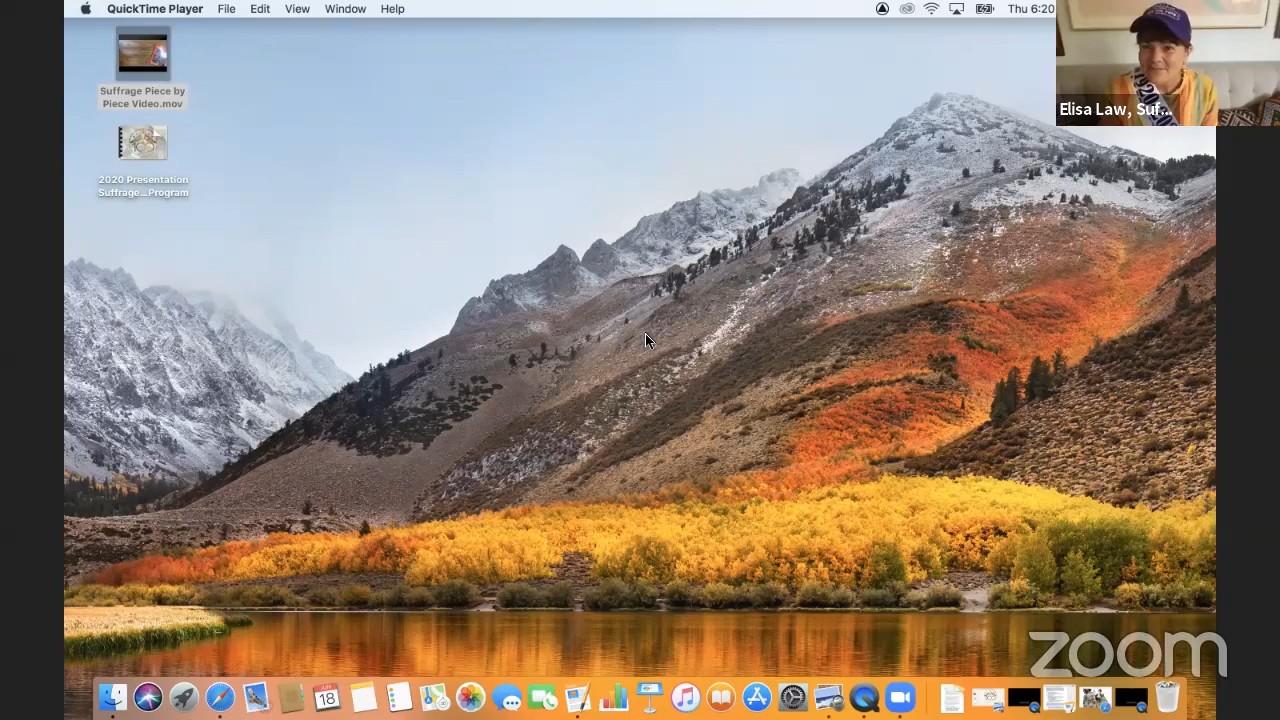 QuickTime Player File Edit View Window Help Thu 6:20
Suffrage Piece by
Piece Video.mov
2020 Presentation
Suffrage...Program
Elisa Law, Suf...
18
zoom